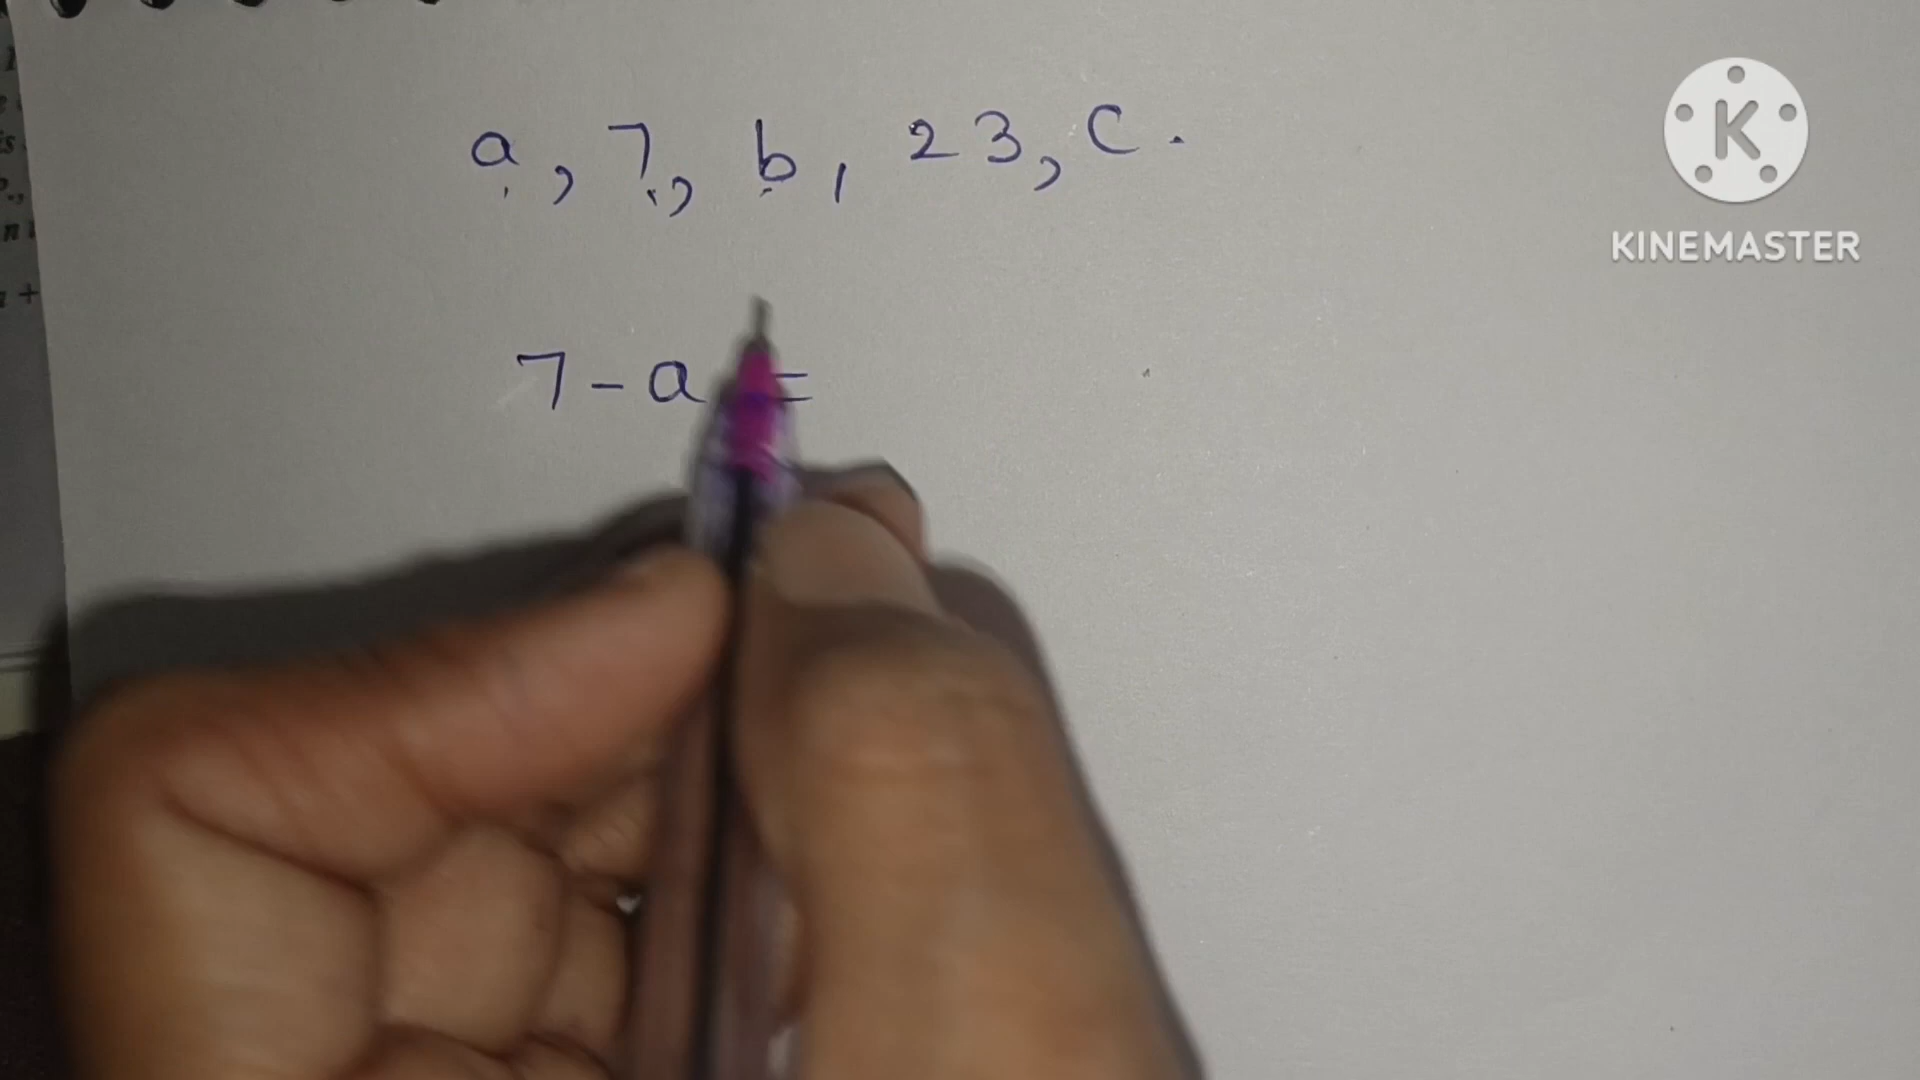 a, 7, b, 23, c.
7 - a =
K
KINEMASTER